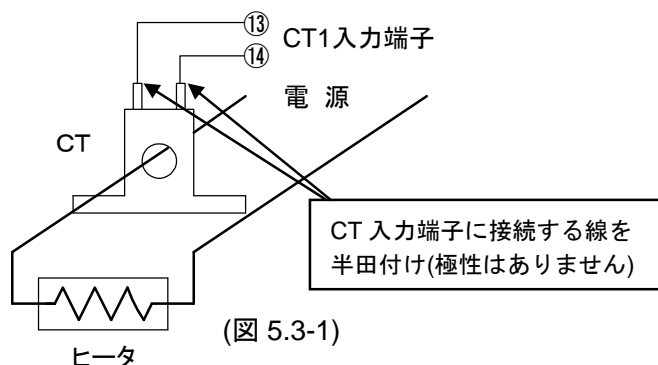 ⑬ CT1入力端子
⑭
電 源
CT
CT 入力端子に接続する線を
半田付け(極性はありません)
(図 5.3-1)
ヒータ